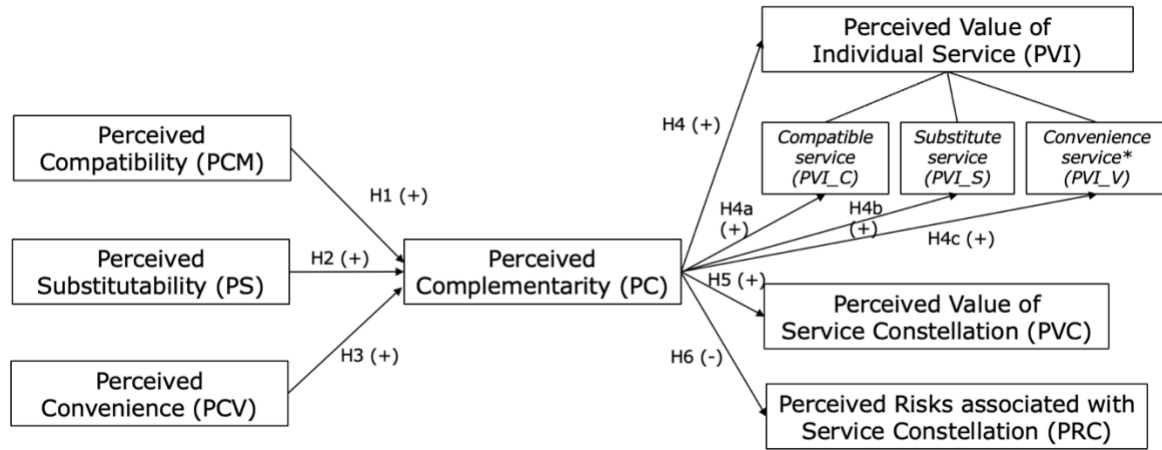 Perceived Value of
Individual Service (PVI)
H4 (+)
Compatible
service
(PVI_C)
Substitute
service
(PVI_S)
Convenience
service*
(PVI_V)
Perceived
Compatibility (PCM)
H1 (+)
H4a
(+)
H4b
(+)
H4c (+)
Perceived
Substitutability (PS)
H2 (+)
Perceived
Complementarity (PC)
H5 (+)
Perceived Value of
Service Constellation (PVC)
H3 (+)
H6 (-)
Perceived
Convenience (PCV)
Perceived Risks associated with
Service Constellation (PRC)